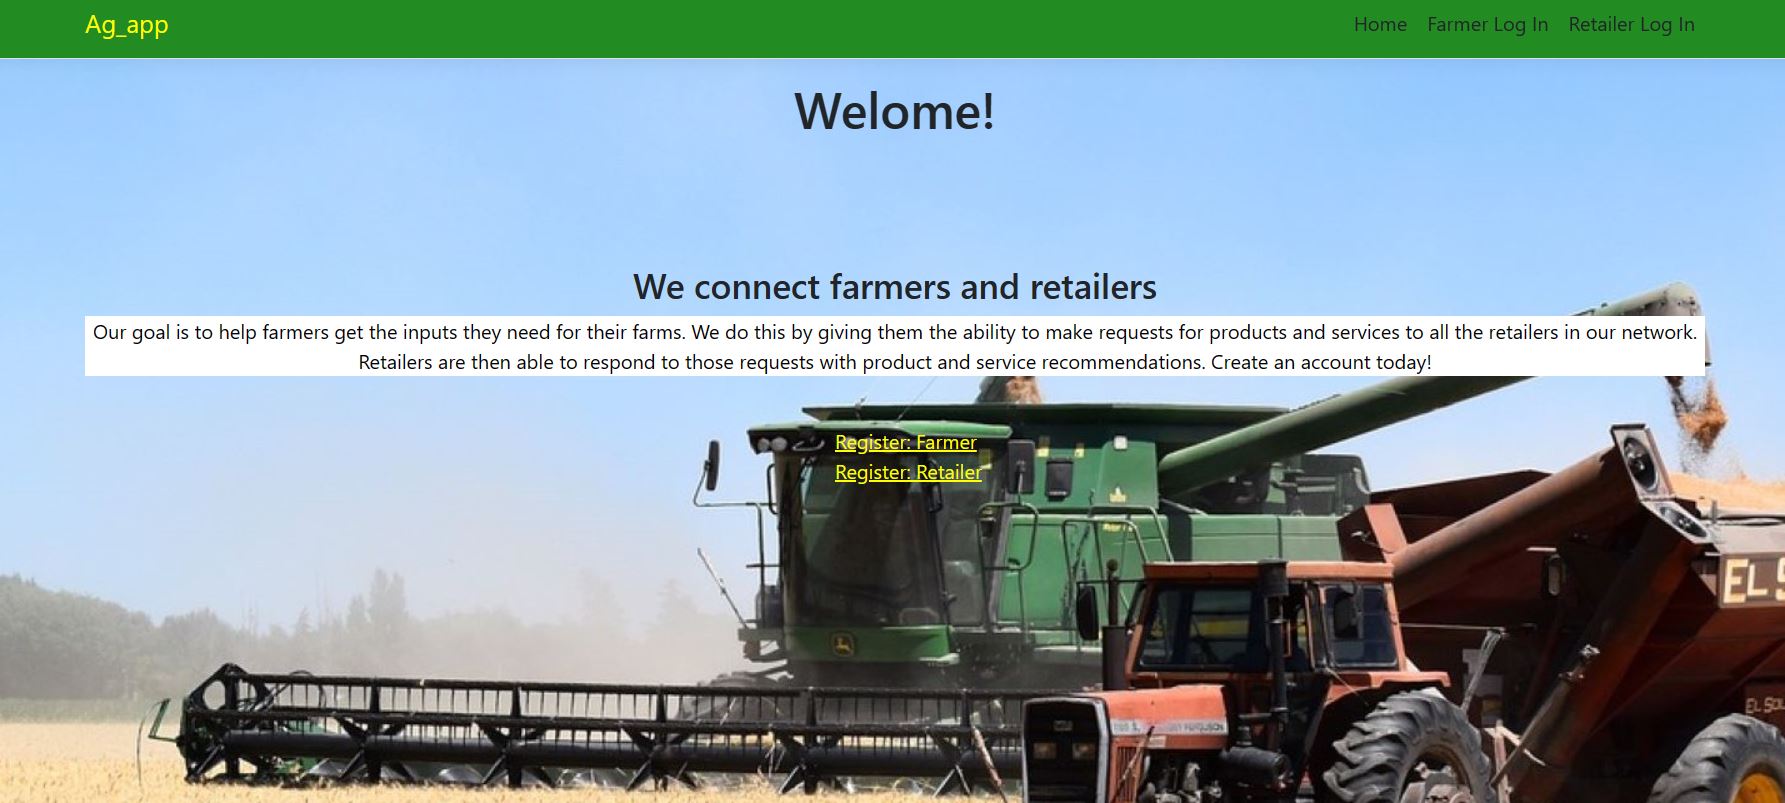 Ag_app
Home Farmer Log In Retailer Log In
Welome!
We connect farmers and retailers
Our goal is to help farmers get the inputs they need for their farms. We do this by giving them the ability to make requests for products and services to all the retailers in our network.
Retailers are then able to respond to those requests with product and service recommendations. Create an account today!
Register: Farmer
Register: Retailer
EL S
EL SOL